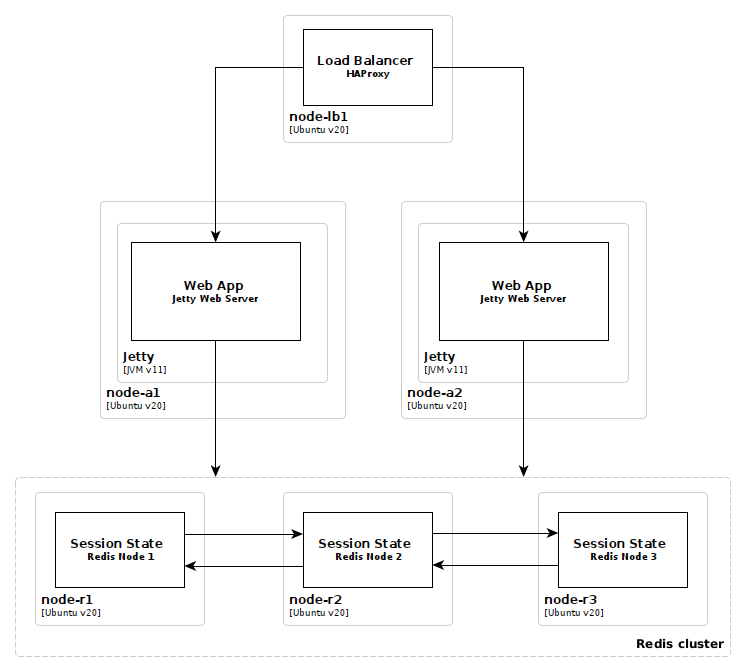 Load Balancer
HAProxy
node-lb1
[Ubuntu v20]
Web App
Jetty Web Server
Jetty
[JVM v11]
node-a1
[Ubuntu v20]
Web App
Jetty Web Server
Jetty
[JVM v11]
node-a2
[Ubuntu v20]
Session State
Redis Node 1
node-r1
[Ubuntu v20]
Session State
Redis Node 2
node-r2
[Ubuntu v20]
Session State
Redis Node 3
node-r3
[Ubuntu v20]
Redis cluster